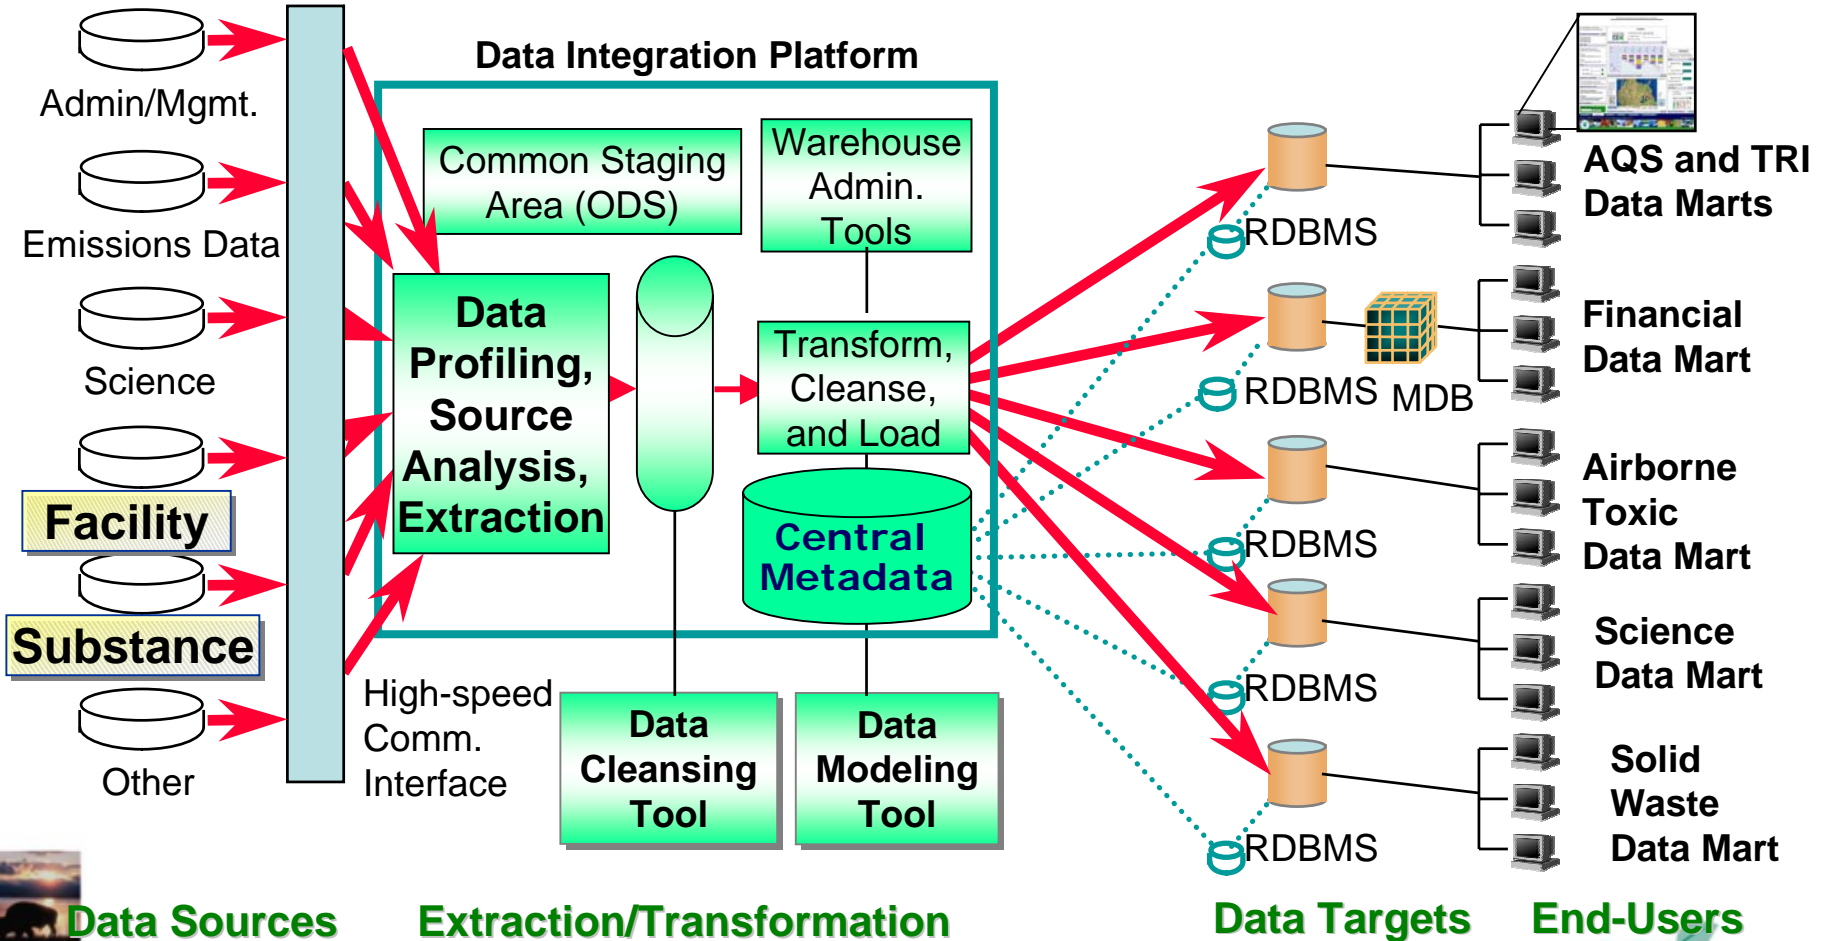 Data Integration Platform
Admin/Mgmt.
Emissions Data
Science
Facility
Substance
Other
High-speed
Comm.
Interface
Common Staging
Area (ODS)
Warehouse
Admin.
Tools
Data
Profiling,
Source
Analysis,
Extraction
Transform,
Cleanse,
and Load
Central
Metadata
Data
Cleansing
Tool
Data
Modeling
Tool
RDBMS
RDBMS
MDB
RDBMS
RDBMS
RDBMS
AQS and TRI
Data Marts
Financial
Data Mart
Airborne
Toxic
Data Mart
Science
Data Mart
Solid
Waste
Data Mart
Data Sources
Extraction/Transformation
Data Targets
End-Users